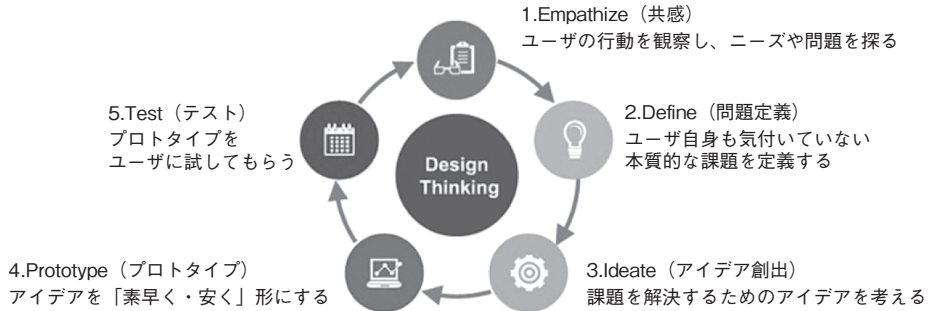 1.Empathize（共感）
ユーザの行動を観察し、ニーズや問題を探る
2.Define（問題定義）
ユーザ自身も気付いていない
本質的な課題を定義する
3.Ideate（アイデア創出）
課題を解決するためのアイデアを考える
4.Prototype（プロトタイプ）
アイデアを「素早く・安く」形にする
5.Test（テスト）
プロトタイプを
ユーザに試してもらう
Design
Thinking